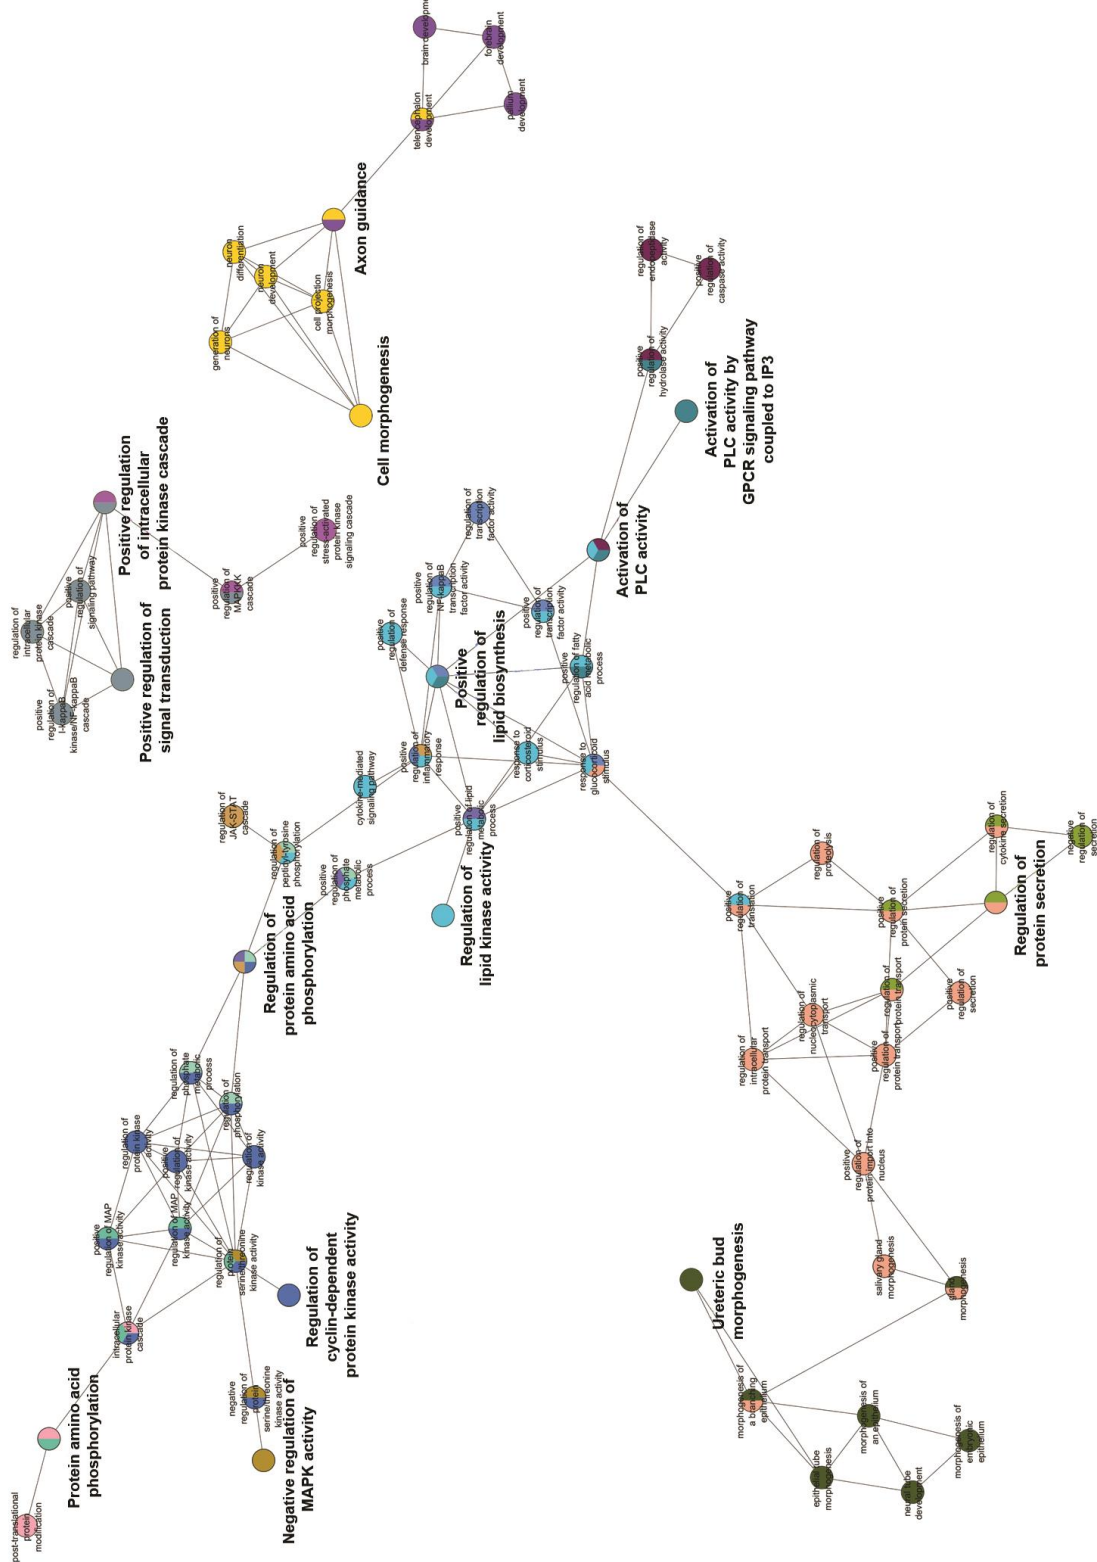 brain developme
forebrain
development
telencephalon
development
pallium
development
Axon guidance
neuron
differentiation
neuron
development
cell projection
morphogenesis
generation of
neurons
Cell morphogenesis
regulation of
endopeptidase
activity
positive
regulation of
caspase activity
positive
regulation of
hydrolase activity
Activation of
PLC activity by
GPCR signaling pathway
coupled to IP3
Activation of
PLC activity
Positive regulation
of intracellular
protein kinase cascade
regulation of
intracellular
protein kinase
cascade
positive
regulation of
signaling pathway
positive
regulation of
I-kappaB
kinase/NF-kappaB
cascade
Positive regulation of
signal transduction
positive
regulation of
MAPKKK
cascade
positive
regulation of
stress-activated
protein kinase
signaling cascade
regulation of
transcription
factor activity
positive
regulation of
NF-kappaB
transcription
factor activity
positive
regulation of
defense response
positive
regulation of
transcription
factor activity
positive
regulation of fatty
acid metabolic
process
Positive
regulation of
lipid biosynthesis
positive
regulation of
inflammatory
response
response to
corticosteroid
stimulus
response to
glucocorticoid
stimulus
cytokine-mediated
signaling pathway
positive
regulation of lipid
metabolic
process
regulation of
JAK-STAT
cascade
regulation of
peptidyl-tyrosine
phosphorylation
positive
regulation of
phosphate
metabolic
process
Regulation of
lipid kinase activity
Regulation of
protein amino acid
phosphorylation
positive
regulation of
translation
regulation of
proteolysis
positive
regulation of
cytokine secretion
negative
regulation of
secretion
positive
regulation of
protein secretion
Regulation of
protein secretion
regulation of
protein transport
positive
regulation of
secretion
regulation of
nucleocytoplasmic
transport
regulation of
intracellular
protein transport
positive
regulation of
protein transport
positive
regulation of
protein import into
nucleus
salivary gland
morphogenesis
gland
morphogenesis
regulation of
phosphate
metabolic
process
regulation of
phosphorylation
regulation of
protein kinase
activity
positive
regulation of
kinase activity
regulation of
kinase activity
positive
regulation of MAP
kinase activity
regulation of MAP
kinase activity
regulation of
protein
serine/threonine
kinase activity
Regulation of
cyclin-dependent
protein kinase activity
intracellular
protein kinase
cascade
negative
regulation of
protein
serine/threonine
kinase activity
Negative regulation of
MAPK activity
Protein amino acid
phosphorylation
post-translational
protein
modification
Ureteric bud
morphogenesis
morphogenesis of
a branching
epithelium
morphogenesis of
an epithelium
morphogenesis of
embryonic
epithelium
epithelial tube
morphogenesis
neural tube
development